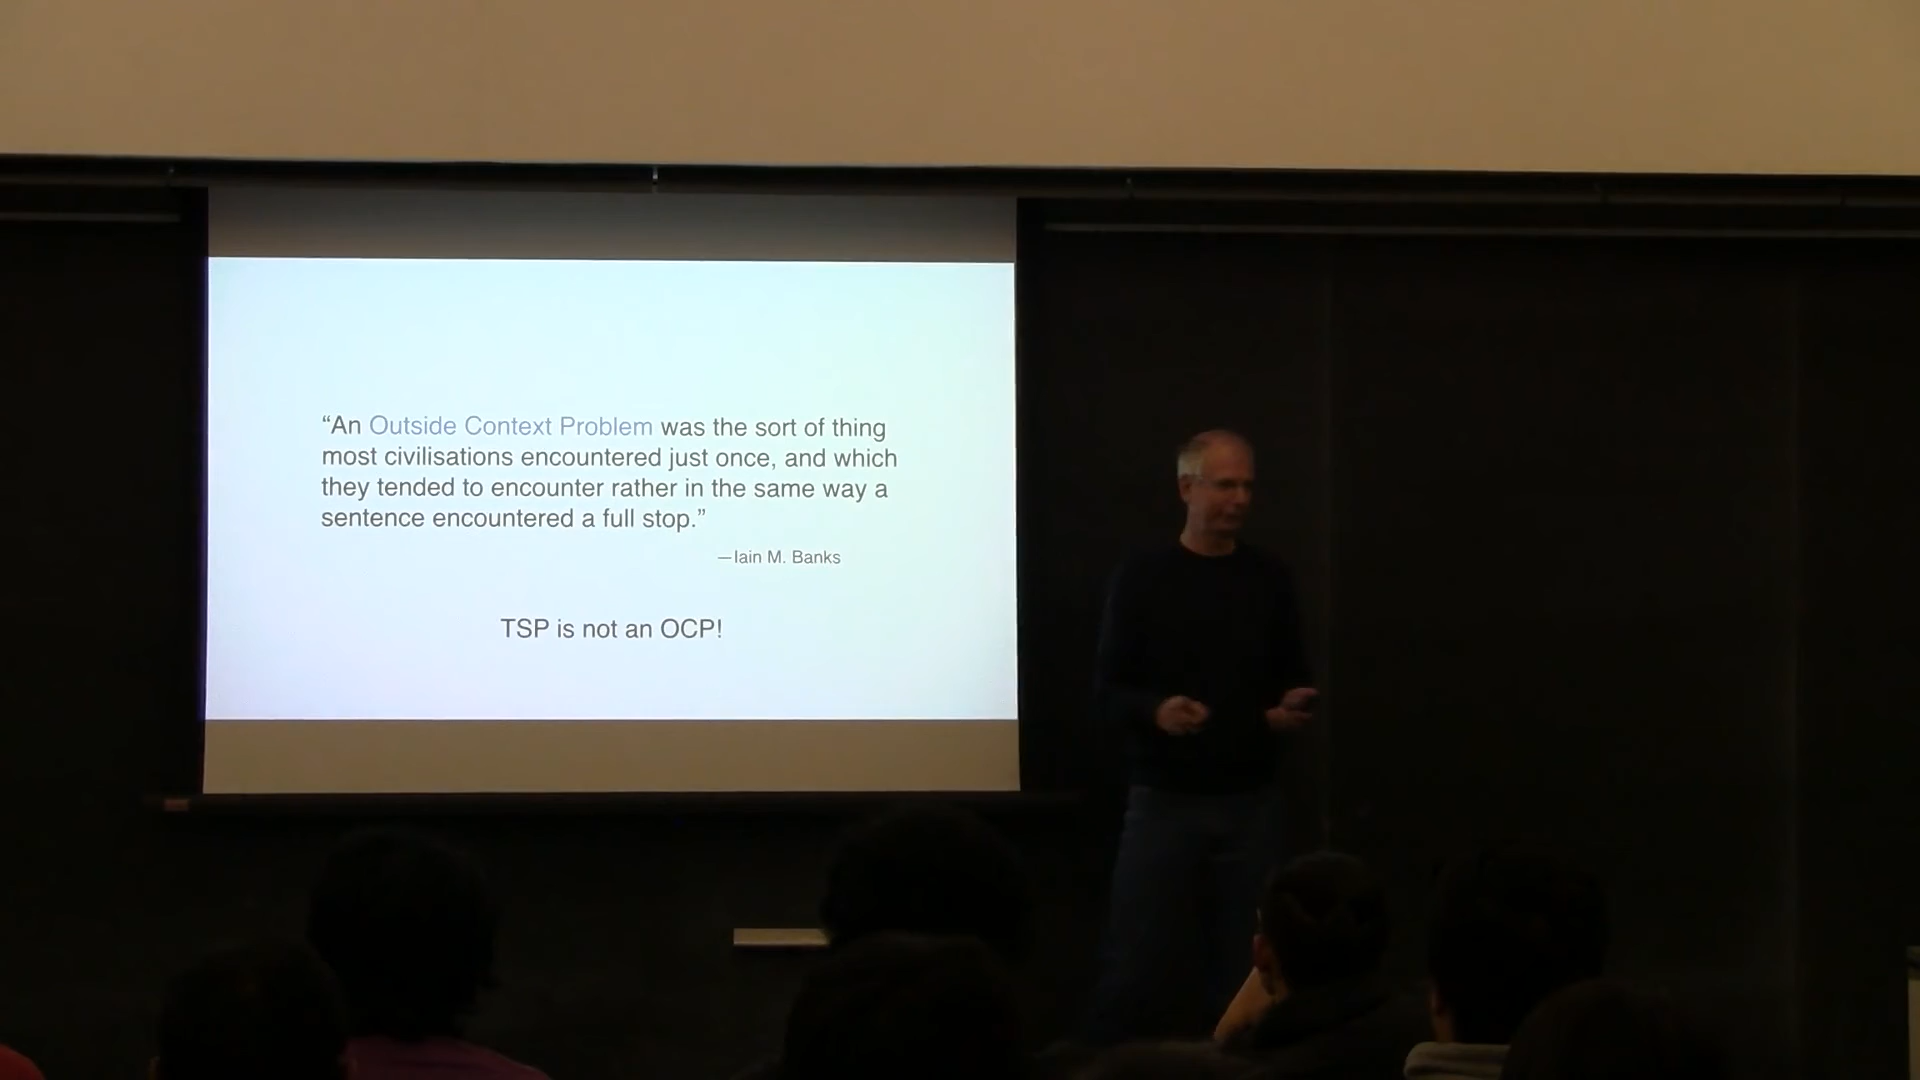 “An Outside Context Problem was the sort of thing
most civilisations encountered just once, and which
they tended to encounter rather in the same way a
sentence encountered a full stop.”
—Iain M. Banks
TSP is not an OCP!